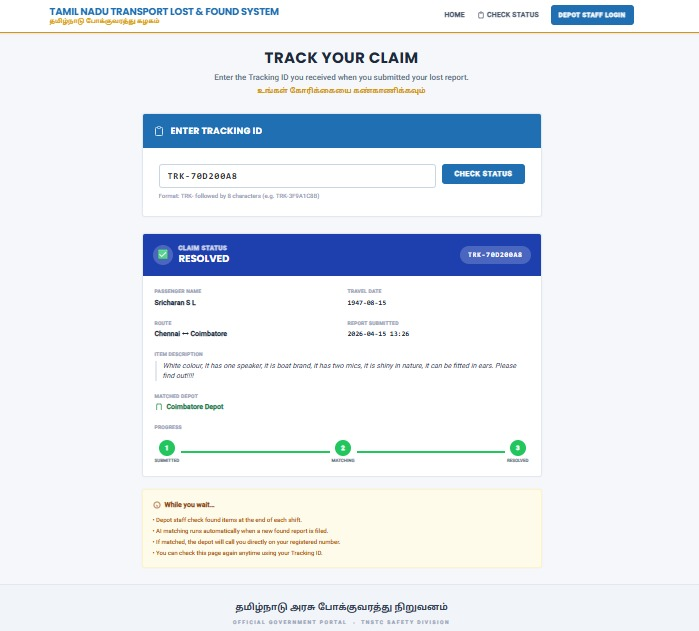 TAMIL NADU TRANSPORT LOST & FOUND SYSTEM
தமிழ்நாடு போக்குவரத்து கழகம்
HOME
CHECK STATUS
DEPOT STAFF LOGIN
TRACK YOUR CLAIM
Enter the Tracking ID you received when you submitted your lost report.
உங்கள் கோரிக்கையை கண்காணிக்கவும்
ENTER TRACKING ID
TRK-70D200A8
CHECK STATUS
Format: TRK- followed by 8 characters (e.g. TRK-3F9A1C8B)
CLAIM STATUS
RESOLVED
TRK-70D200A8
PASSENGER NAME
Sricharan S L
TRAVEL DATE
1947-08-15
ROUTE
Chennai ↔ Coimbatore
REPORT SUBMITTED
2026-04-15 13:26
ITEM DESCRIPTION
White colour, it has one speaker, it is boat brand, it has two mics, it is shiny in nature, it can be fitted in ears. Please
find out!!!!
MATCHED DEPOT
Coimbatore Depot
PROGRESS
1
2
3
SUBMITTED
MATCHING
RESOLVED
While you wait...
• Depot staff check found items at the end of each shift.
• AI matching runs automatically when a new found report is filed.
• If matched, the depot will call you directly on your registered number.
• You can check this page again anytime using your Tracking ID.
தமிழ்நாடு அரசு போக்குவரத்து நிறுவனம்
OFFICIAL GOVERNMENT PORTAL • TNSTC SAFETY DIVISION